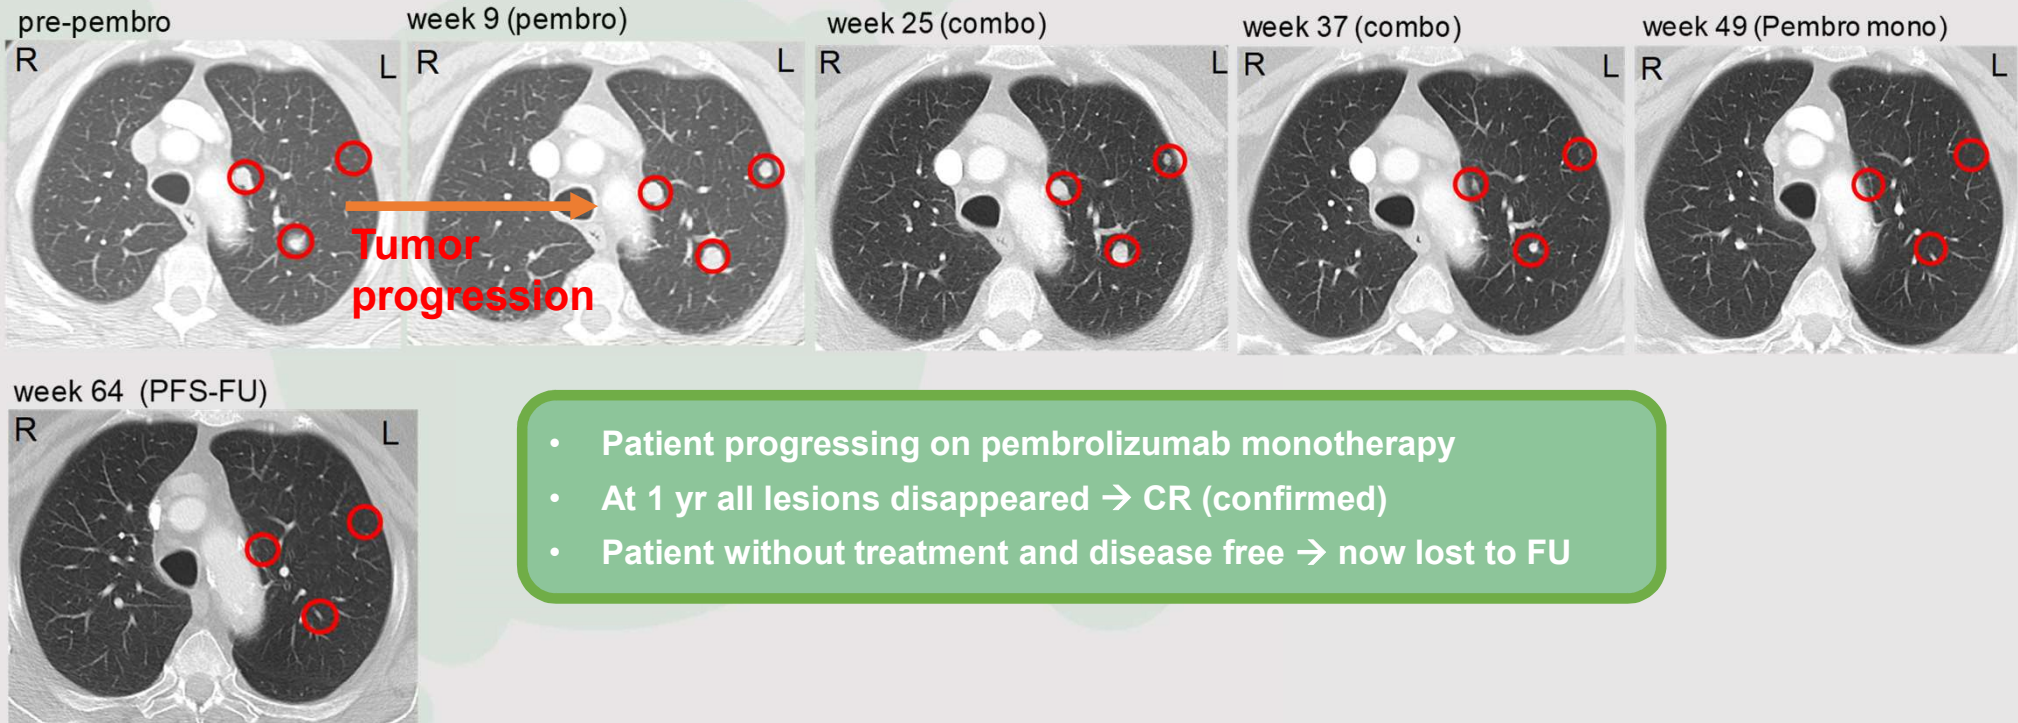 pre-pembro
week 9 (pembro)
week 25 (combo)
week 37 (combo)
week 49 (Pembro mono)
R L
R L
R L
R L
R L
Tumor
progression
week 64 (PFS-FU)
R L
• Patient progressing on pembrolizumab monotherapy
• At 1 yr all lesions disappeared → CR (confirmed)
• Patient without treatment and disease free → now lost to FU